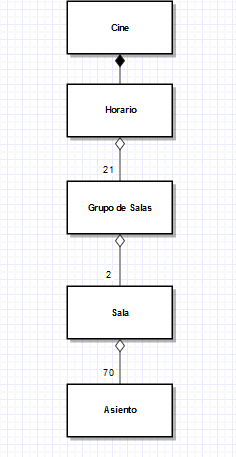 Cine
Horario
21
Grupo de Salas
2
Sala
70
Asiento